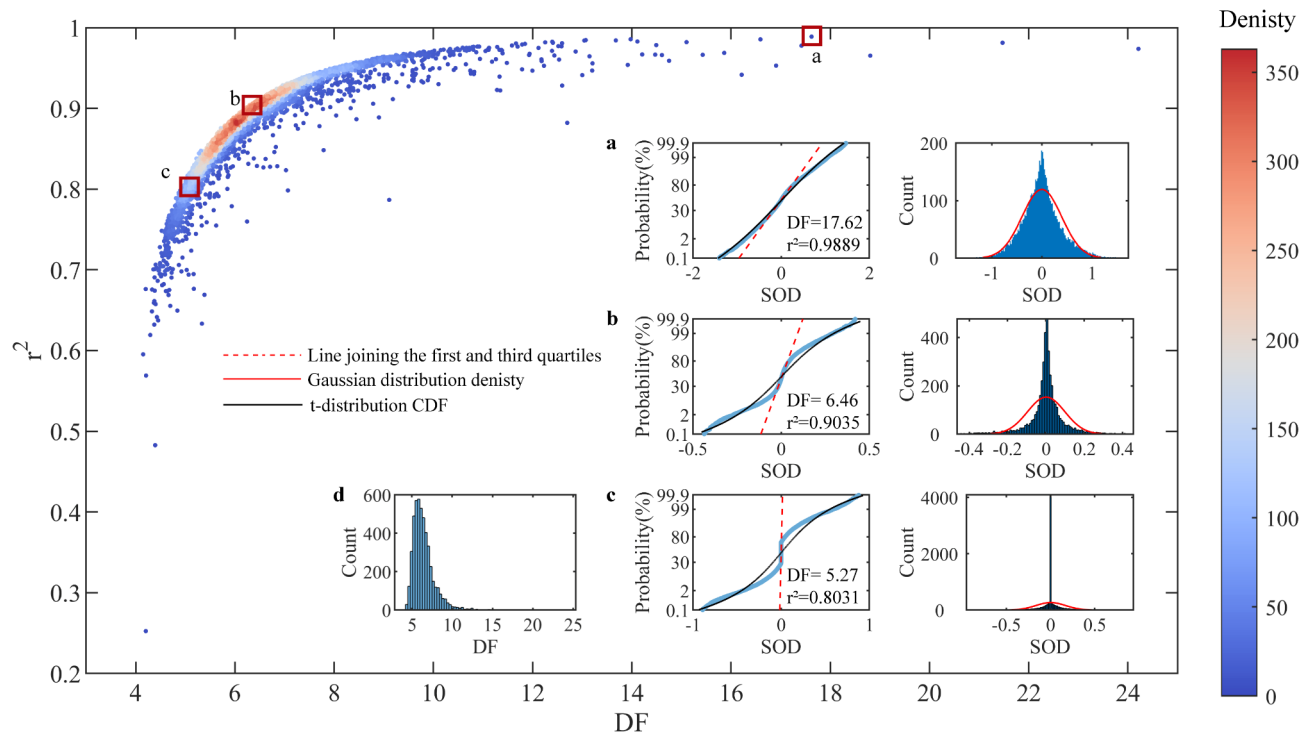 Denisty
1
0.9
0.8
0.7
0.6
0.5
0.4
0.3
0.2
r²
4
6
8
10
12
14
16
18
20
22
24
DF
a
b
c
350
300
250
200
150
100
50
0
Line joining the first and third quartiles
Gaussian distribution denisty
t-distribution CDF
a
Probability(%)
99.9
99
80
30
2
0.1
-2
0
2
SOD
DF=17.62
r²=0.9889
Count
200
100
0
-1
0
1
SOD
b
Probability(%)
99.9
99
80
30
2
0.1
-0.5
0
0.5
SOD
DF= 6.46
r²=0.9035
Count
400
200
0
-0.4
-0.2
0
0.2
0.4
SOD
c
Probability(%)
99.9
99
80
30
2
0.1
-1
0
1
SOD
DF= 5.27
r²=0.8031
Count
4000
2000
0
-0.5
0
0.5
SOD
d
Count
600
400
200
0
5
10
15
20
25
DF